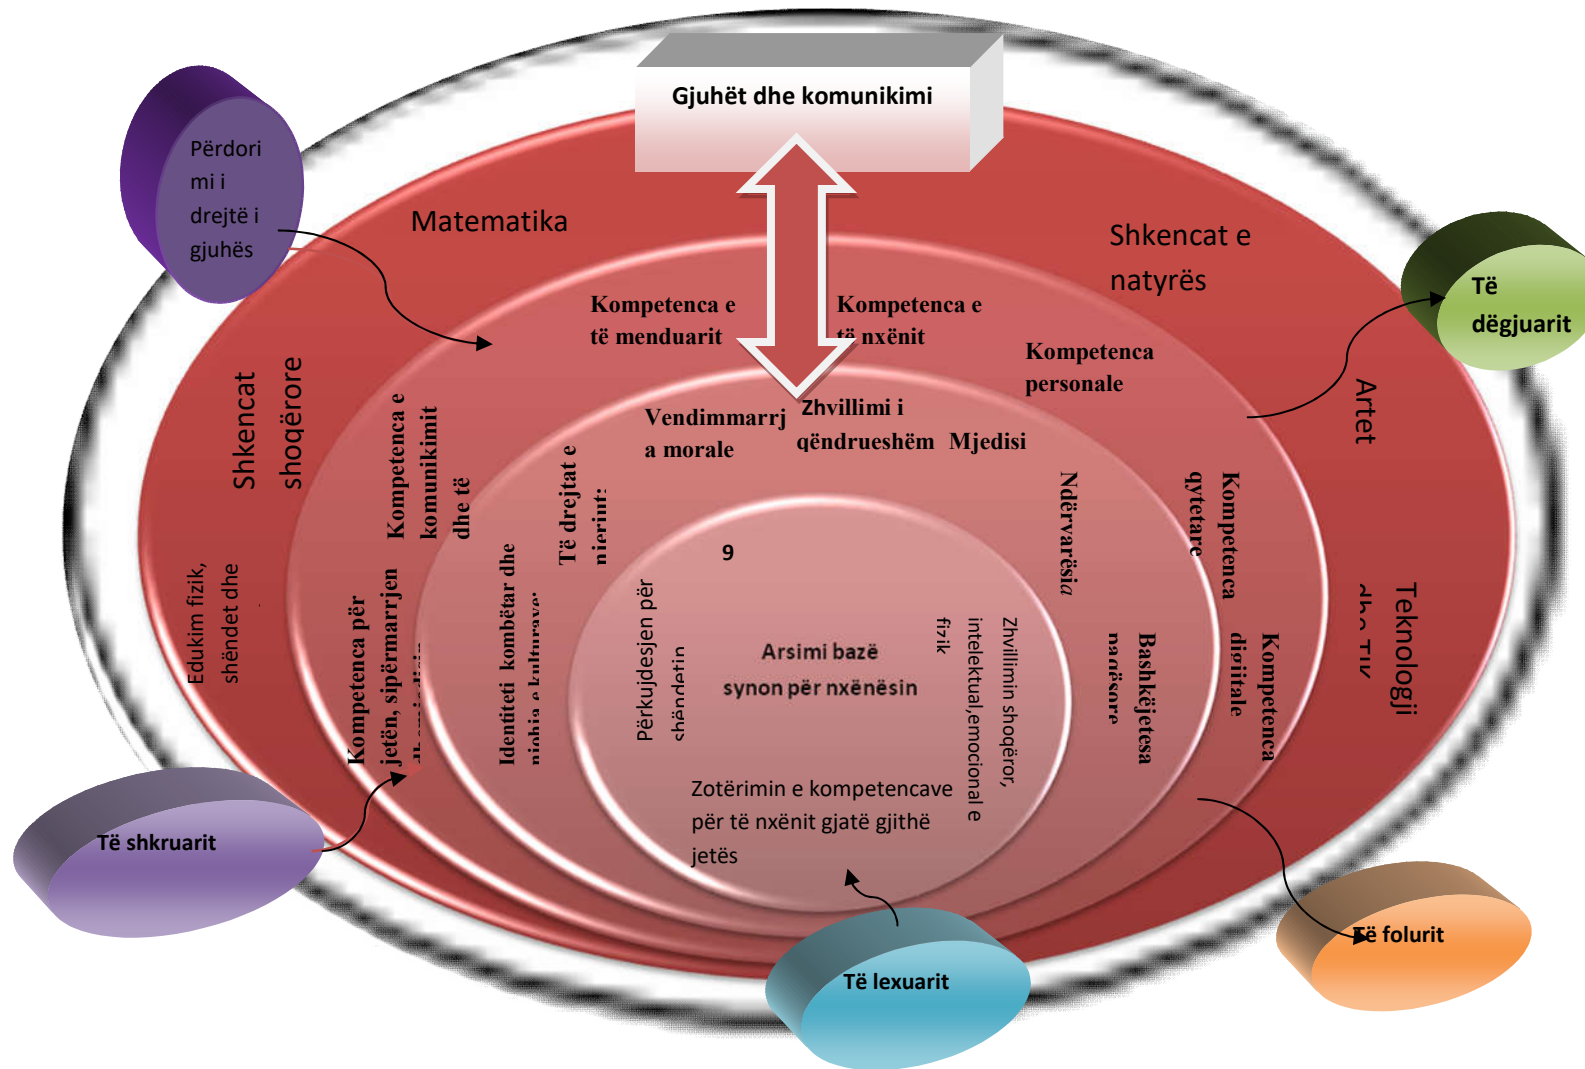 Gjuhët dhe komunikimi
Përdori
mi i
drejtë i
gjuhës
Matematika
Shkencat e
natyrës
Të
dëgjuarit
Kompetenca e
të menduarit
Kompetenca e
të nxënit
Kompetenca
personale
Shkencat
shoqërore
Artet
Kompetenca e
komunikimit
dhe të
Vendimmarrj
a morale
Zhvillimi i
qëndrueshëm
Mjedisi
Të drejtat e
Ndërvarësia
Kompetenca
qytetare
9
Edukim fizik,
shëndet dhe
Kompetenca për
jetën, sipërmarrjen
Identiteti kombëtar dhe
Përkujdesjen për
shëndetin
Arsimi bazë
synon për nxënësin
Zhvillimin shoqëror,
intelektual,emocional e
fizik
Bashkëjetesa
paqësore
Kompetenca
digjitale
Teknologji
dhe TIK
Zotërimin e kompetencave
për të nxënit gjatë gjithë
jetës
Të shkruarit
Të folurit
Të lexuarit